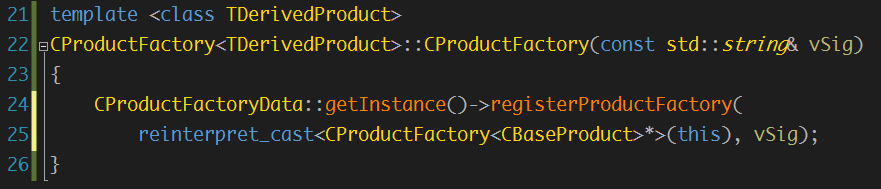 21 template <class TDerivedProduct>
22 CProductFactory<TDerivedProduct>::CProductFactory(const std::string& vSig)
23 {
24     CProductFactoryData::getInstance()->registerProductFactory(
25         reinterpret_cast<CProductFactory<CBaseProduct>*>(this), vSig);
26 }